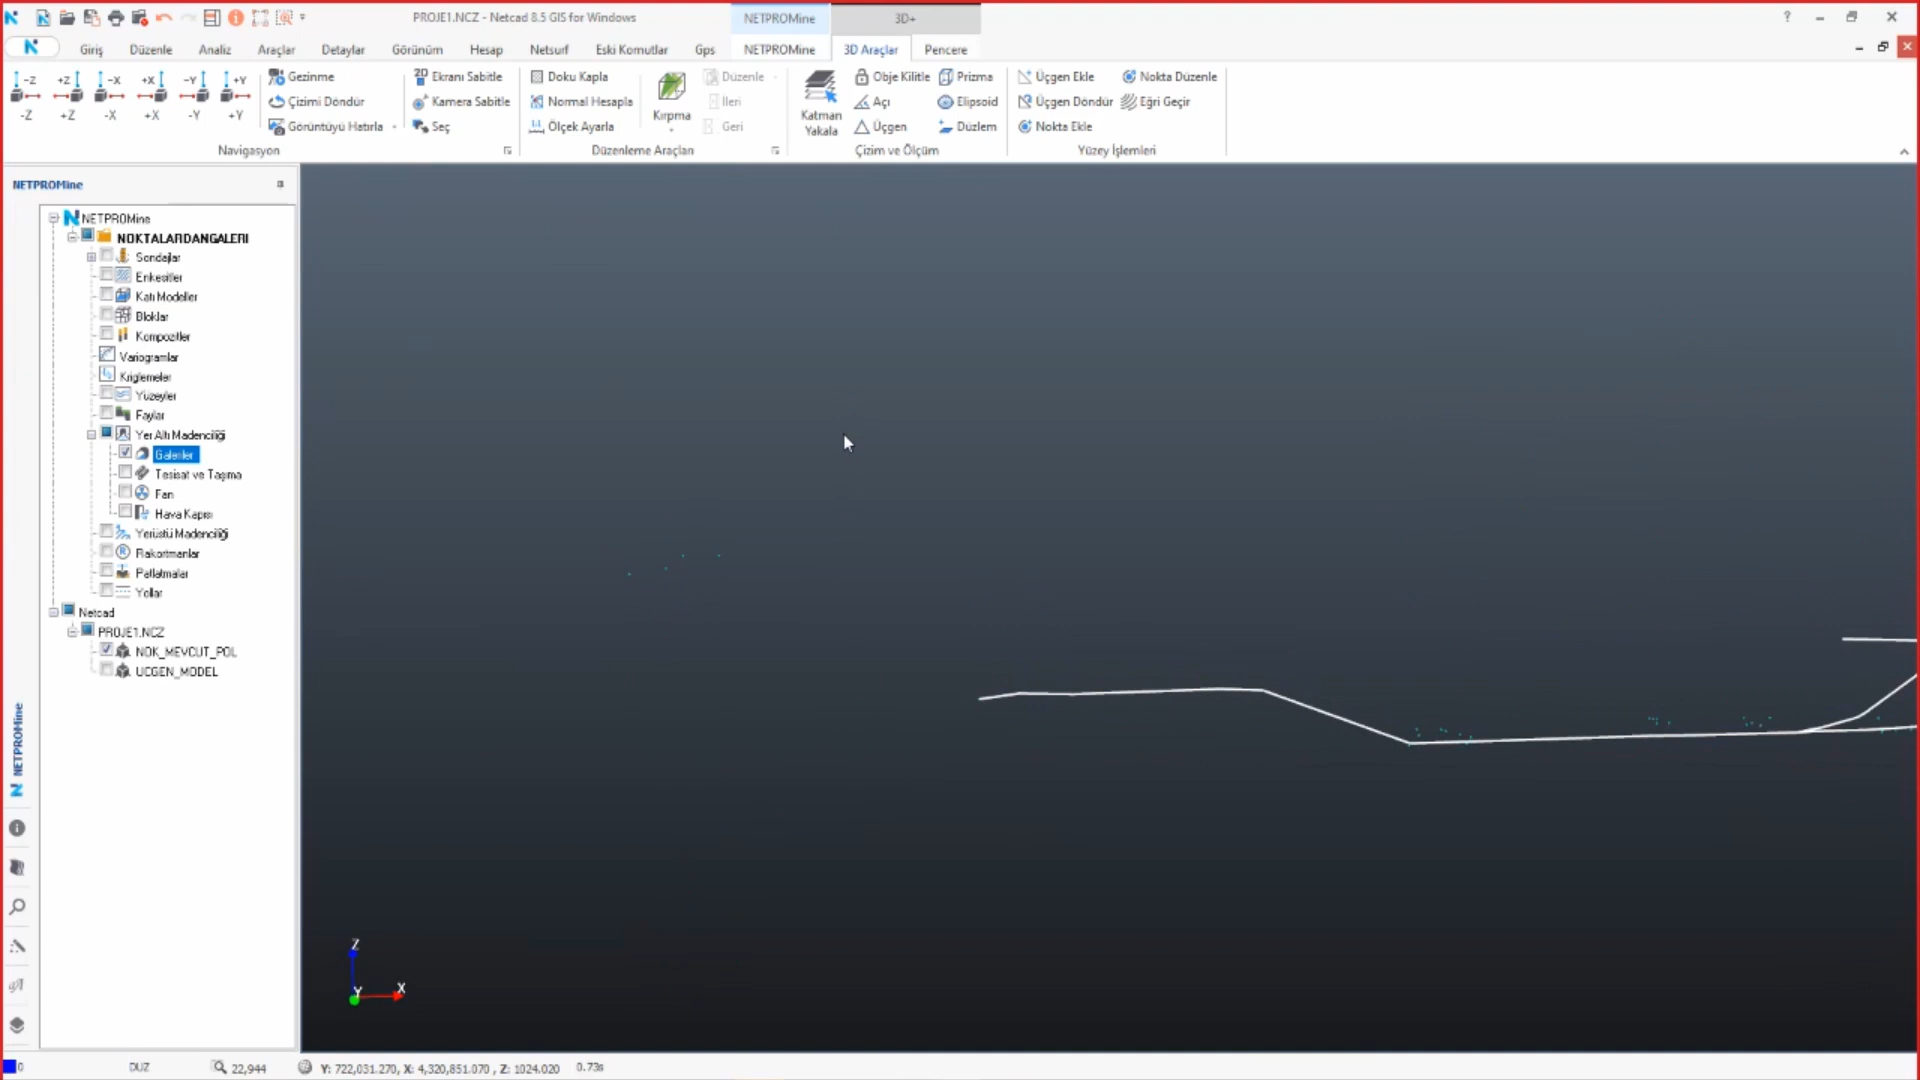 PROJE1.NCZ - Netcad 8.5 GIS for Windows
NETPROMine
3D+
Giriş
Düzenle
Analiz
Araçlar
Detaylar
Görünüm
Hesap
Netsurf
Eski Komutlar
Gps
NETPROMine
3D Araçlar
Pencere
-Z
+Z
-X
+X
-Y
+Y
-Z
+Z
-X
+X
-Y
+Y
Gezinme
Çizimi Döndür
Görüntüyü Hatırla
2D Ekranı Sabitle
Kamera Sabitle
Seç
Navigasyon
Doku Kapla
Normal Hesapla
Ölçek Ayarla
Kırpma
Düzenle
İleri
Geri
Düzenleme Araçları
Katman
Yakala
Obje Kilitle
Açı
Üçgen
Prizma
Elipsoid
Düzlem
Çizim ve Ölçüm
Üçgen Ekle
Üçgen Döndür
Nokta Ekle
Nokta Düzenle
Eğri Geçir
Yüzey İşlemleri
NETPROMine
NETPROMine
NOKTALARDANGALERI
Sondajlar
Enkesitler
Katı Modeller
Bloklar
Kompozitler
Variogramlar
Kriglemeler
Yüzeyler
Faylar
Yer Altı Madenciliği
Galeriler
Tesisat ve Taşıma
Fan
Hava Kapısı
Yerüstü Madenciliği
Rakortmanlar
Patlatmalar
Yollar
Netcad
PROJE1.NCZ
NOK_MEVCUT_POL
UCGEN_MODEL
NETPROMine
Z
Y
X
0
DUZ
22,944
Y: 722,031.270, X: 4,320,851.070 , Z: 1024.020
0.73s